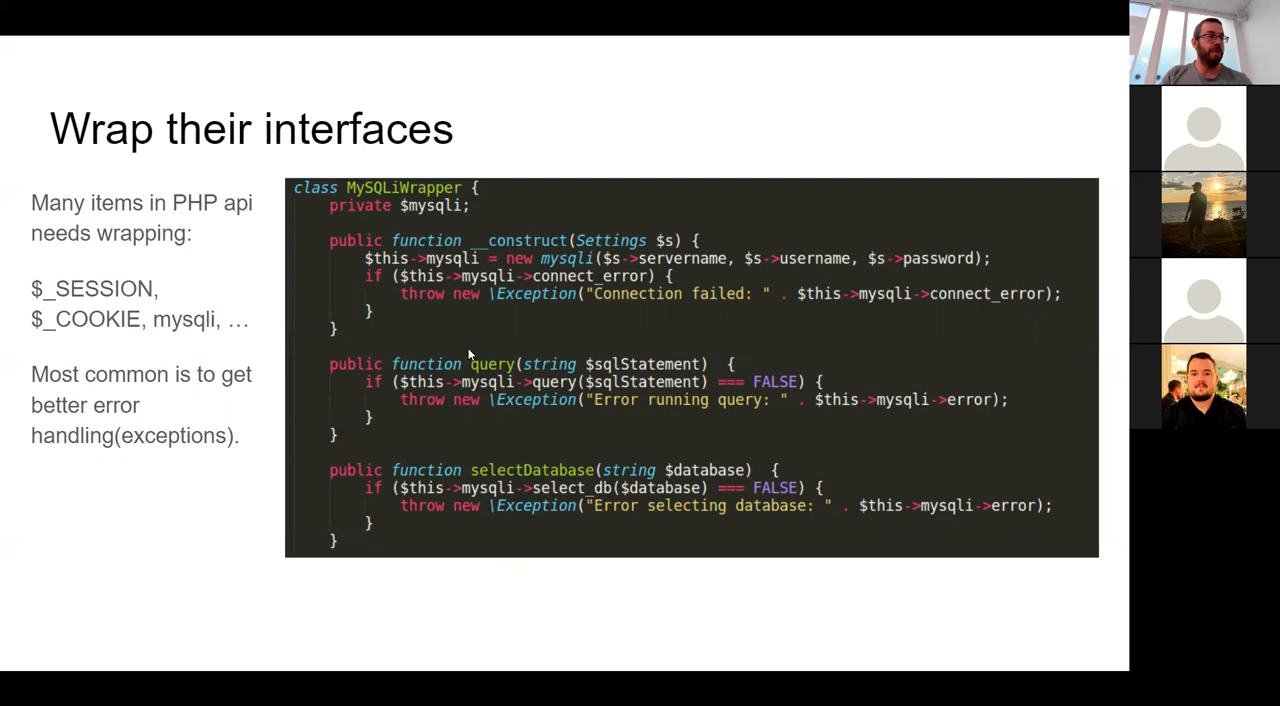 Wrap their interfaces
Many items in PHP api
needs wrapping:
$_SESSION,
$_COOKIE, mysqli, …
Most common is to get
better error
handling(exceptions).
class MySQLiWrapper {
    private $mysqli;
    public function __construct(Settings $s) {
        $this->mysqli = new mysqli($s->servername, $s->username, $s->password);
        if ($this->mysqli->connect_error) {
            throw new \Exception("Connection failed: " . $this->mysqli->connect_error);
        }
    }
    public function query(string $sqlStatement)  {
        if ($this->mysqli->query($sqlStatement) === FALSE) {
            throw new \Exception("Error running query: " . $this->mysqli->error);
        }
    }
    public function selectDatabase(string $database)  {
        if ($this->mysqli->select_db($database) === FALSE) {
            throw new \Exception("Error selecting database: " . $this->mysqli->error);
        }
    }